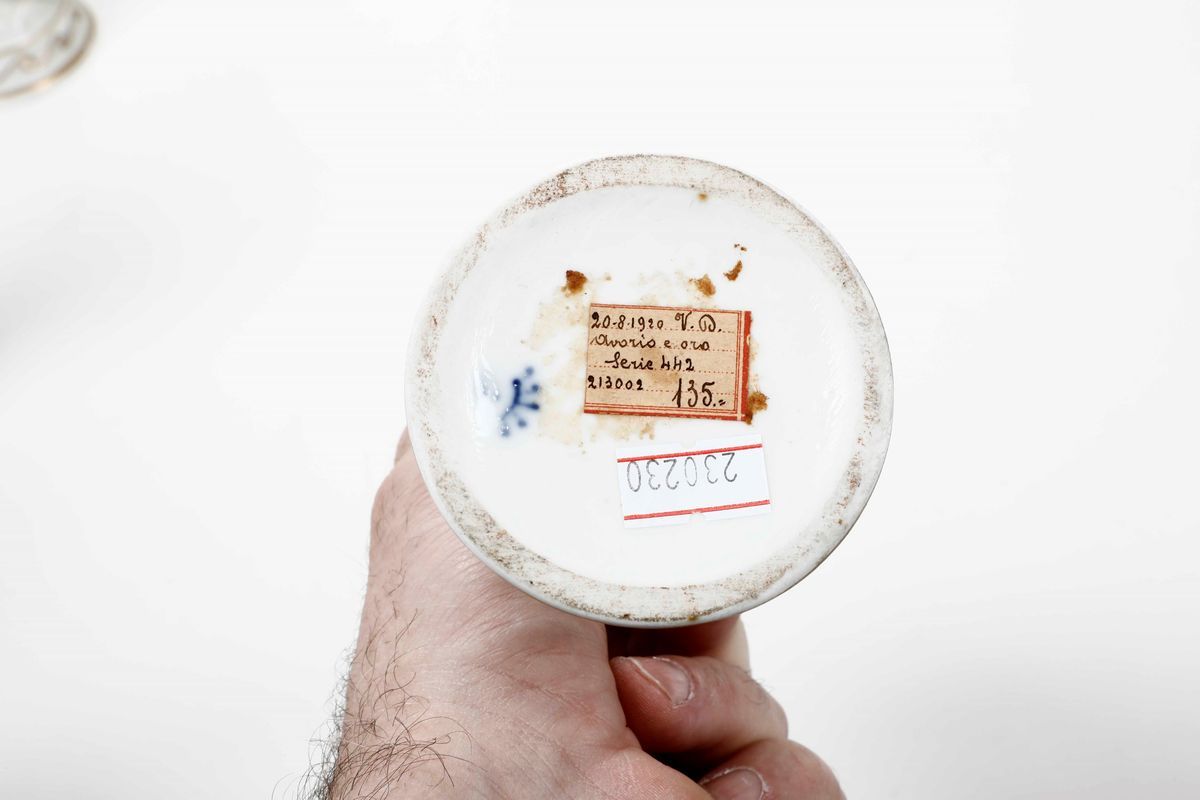 20-8-1920 V. D.
Avorio e oro
Serie 442
213002 135.-
230230